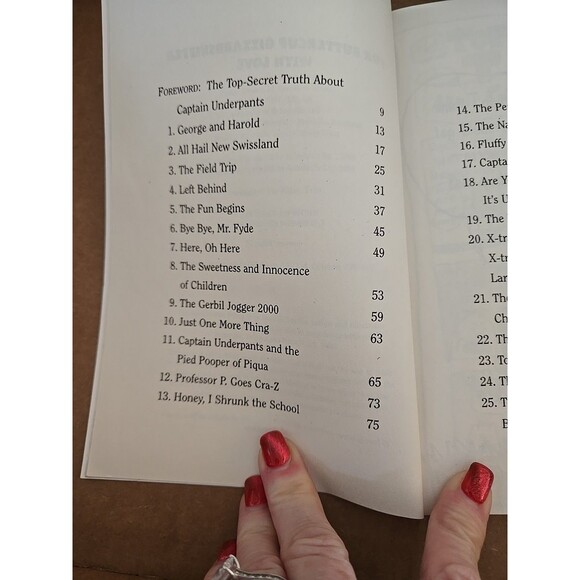 FOREWORD: The Top-Secret Truth About
Captain Underpants 9
1. George and Harold 13
2. All Hail New Swissland 17
3. The Field Trip 25
4. Left Behind 31
5. The Fun Begins 37
6. Bye Bye, Mr. Fyde 45
7. Here, Oh Here 49
8. The Sweetness and Innocence
of Children 53
9. The Gerbil Jogger 2000 59
10. Just One More Thing 63
11. Captain Underpants and the
Pied Pooper of Piqua 65
12. Professor P. Goes Cra-Z 73
13. Honey, I Shrunk the School 75
14. The Pe
15. The Na
16. Fluffy
17. Capta
18. Are Y
It's U
19. The
20. X-tr
X-tr
Lar
21. The
Ch
22. Th
23. To
24. Th
25. T